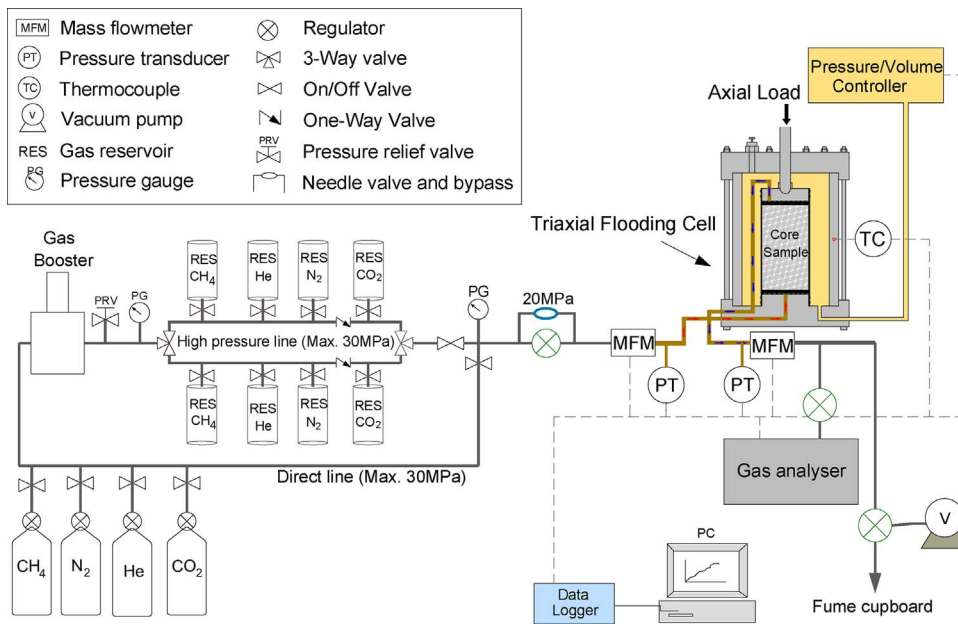 MFM Mass flowmeter
PT Pressure transducer
TC Thermocouple
V Vacuum pump
RES Gas reservoir
PG Pressure gauge
Regulator
3-Way valve
On/Off Valve
One-Way Valve
PRV Pressure relief valve
Needle valve and bypass
Pressure/Volume
Controller
Axial Load
Triaxial Flooding Cell
Core
Sample
TC
Gas
Booster
PRV
PG
RES
CH4
RES
He
RES
N2
RES
CO2
High pressure line (Max. 30MPa)
RES
CH4
RES
He
RES
N2
RES
CO2
PG
20MPa
MFM
PT
PT
MFM
Direct line (Max. 30MPa)
Gas analyser
CH4
N2
He
CO2
V
PC
Data
Logger
Fume cupboard